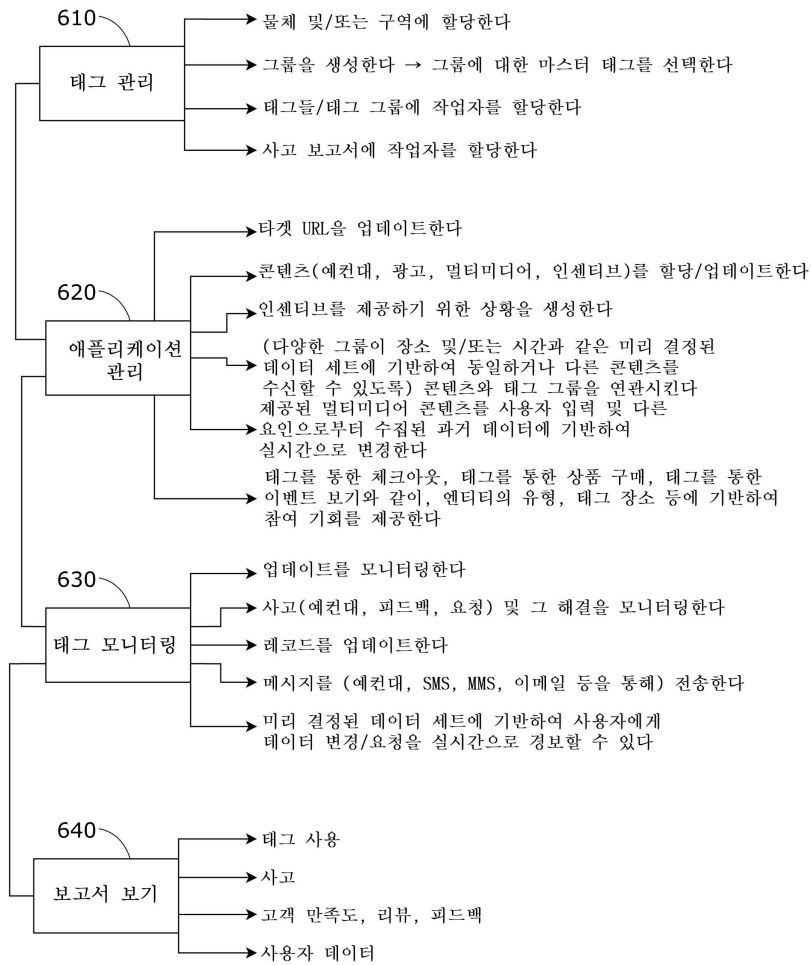 610
태그 관리
물체 및/또는 구역에 할당한다
그룹을 생성한다 → 그룹에 대한 마스터 태그를 선택한다
태그들/태그 그룹에 작업자를 할당한다
사고 보고서에 작업자를 할당한다
620
애플리케이션
관리
타겟 URL을 업데이트한다
콘텐츠(예컨대, 광고, 멀티미디어, 인센티브)를 할당/업데이트한다
인센티브를 제공하기 위한 상황을 생성한다
(다양한 그룹이 장소 및/또는 시간과 같은 미리 결정된
데이터 세트에 기반하여 동일하거나 다른 콘텐츠를
수신할 수 있도록) 콘텐츠와 태그 그룹을 연관시킨다
제공된 멀티미디어 콘텐츠를 사용자 입력 및 다른
요인으로부터 수집된 과거 데이터에 기반하여
실시간으로 변경한다
태그를 통한 체크아웃, 태그를 통한 상품 구매, 태그를 통한
이벤트 보기와 같이, 엔티티의 유형, 태그 장소 등에 기반하여
참여 기회를 제공한다
630
태그 모니터링
업데이트를 모니터링한다
사고(예컨대, 피드백, 요청) 및 그 해결을 모니터링한다
레코드를 업데이트한다
메시지를 (예컨대, SMS, MMS, 이메일 등을 통해) 전송한다
미리 결정된 데이터 세트에 기반하여 사용자에게
데이터 변경/요청을 실시간으로 경보할 수 있다
640
보고서 보기
태그 사용
사고
고객 만족도, 리뷰, 피드백
사용자 데이터